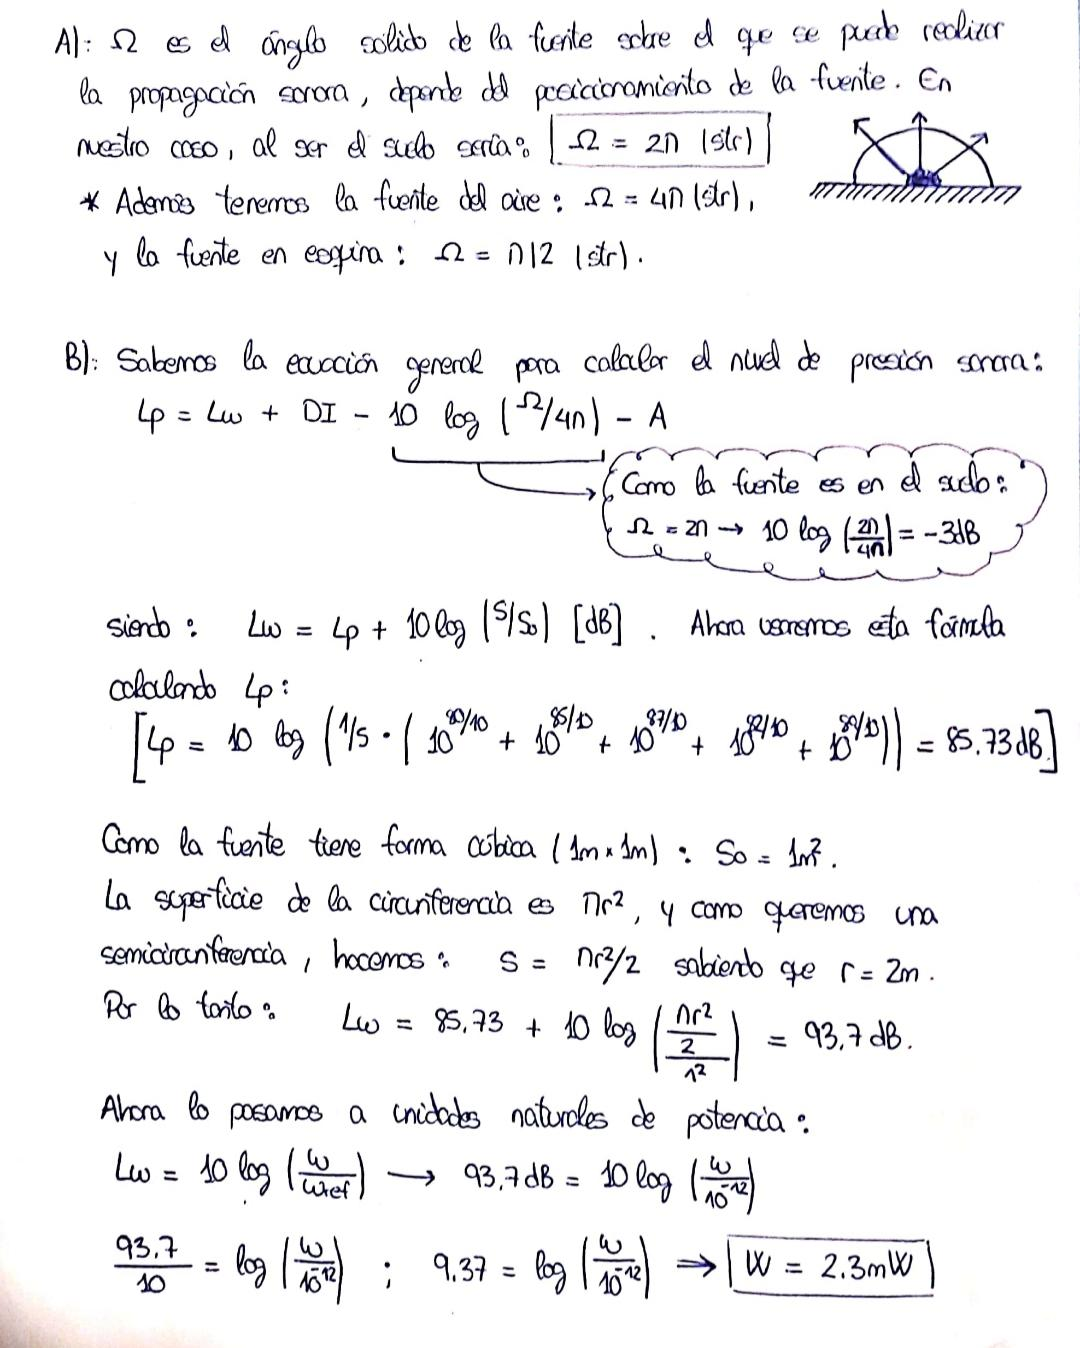 A): Ω es el ángulo sólido de la fuente sobre el que se puede realizar
la propagación sonora, depende del posicionamiento de la fuente. En
nuestro caso, al ser el suelo sería: Ω = 2π (str)
* Además tenemos la fuente del aire: Ω = 4π (str),
y la fuente en esquina: Ω = π/2 (str).
B): Sabemos la ecuación general para calcular el nivel de presión sonora:
Lp = Lw + DI - 10 log (Ω/4π) - A
Como la fuente es en el suelo:
Ω = 2π → 10 log (2π/4π) = -3dB
siendo: Lw = Lp + 10 log (S/So) [dB]. Ahora usaremos esta fórmula
calculando Lp:
[Lp = 10 log (1/5 · (10^80/10 + 10^85/10 + 10^87/10 + 10^82/10 + 10^89/10)) = 85.73 dB]
Como la fuente tiene forma cúbica (1m x 1m): So = 1m².
La superficie de la circunferencia es πr², y como queremos una
semicircunferencia, hacemos: S = πr²/2 sabiendo que r = 2m.
Por lo tanto: Lw = 85,73 + 10 log ((πr²/2)/1²) = 93,7 dB.
Ahora lo pasamos a unidades naturales de potencia:
Lw = 10 log (W/Wref) → 93,7 dB = 10 log (W/10^-12)
93.7/10 = log (W/10^-12) ; 9.37 = log (W/10^-12) ⇒ W = 2.3mW